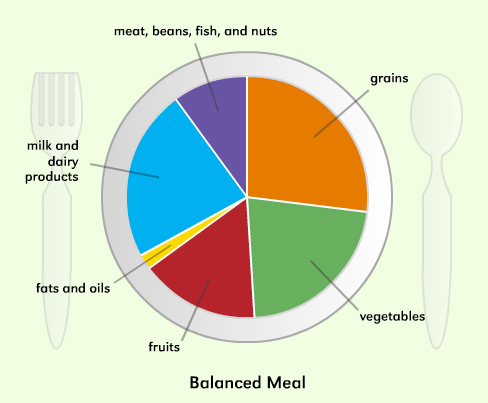 meat, beans, fish, and nuts
grains
milk and
dairy
products
fats and oils
vegetables
fruits
Balanced Meal